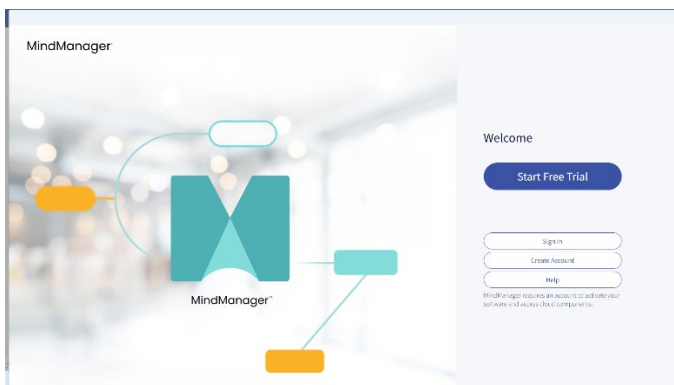 MindManager
Welcome
Start Free Trial
Sign In
Create Account
Help
MindManager requires an account to activate your
software and access cloud components.
MindManager™